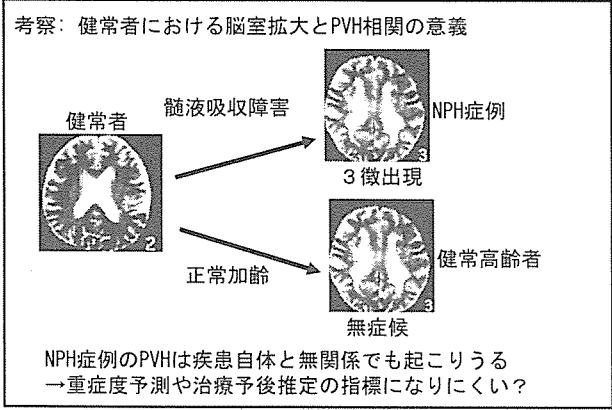 考察: 健常者における脳室拡大とPVH相関の意義
髄液吸収障害
健常者
NPH症例
3
3徴出現
2
正常加齢
健常高齢者
3
無症候
NPH症例のPVHは疾患自体と無関係でも起こりうる
→重症度予測や治療予後推定の指標になりにくい?